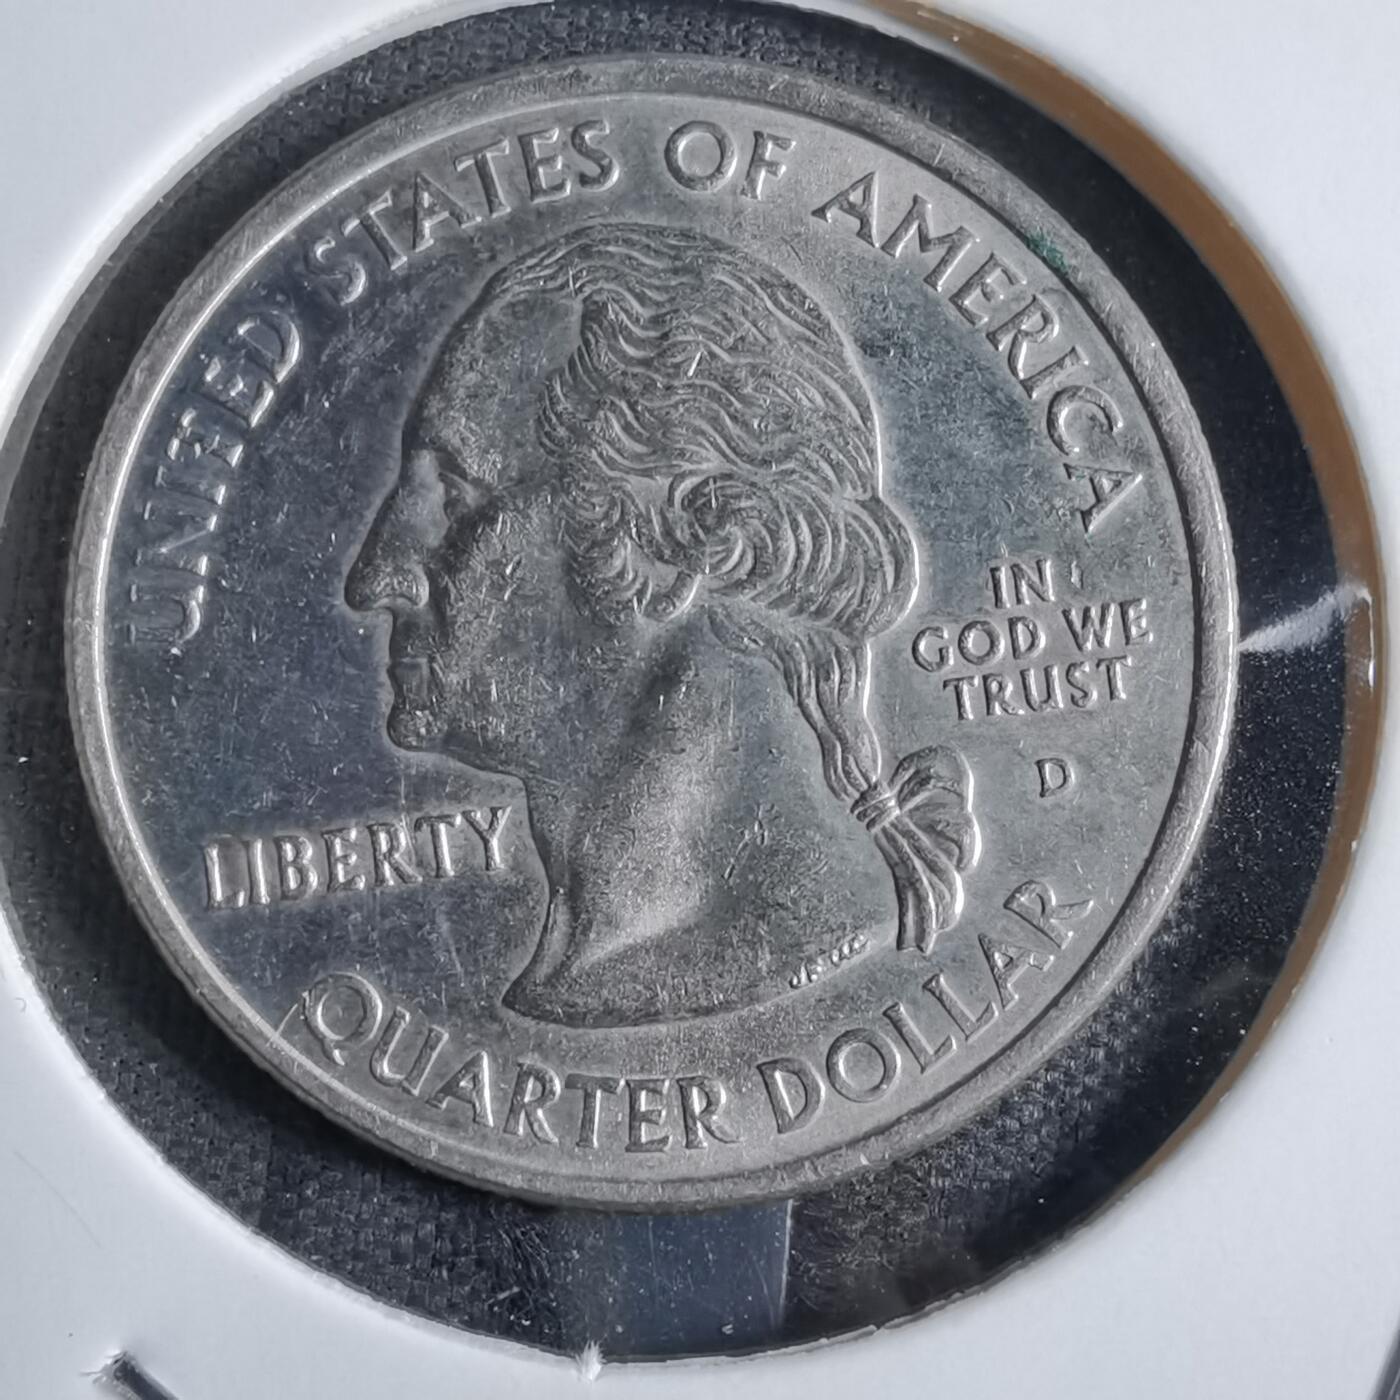 UNITED STATES OF AMERICA
LIBERTY
IN
GOD WE
TRUST
D
QUARTER DOLLAR